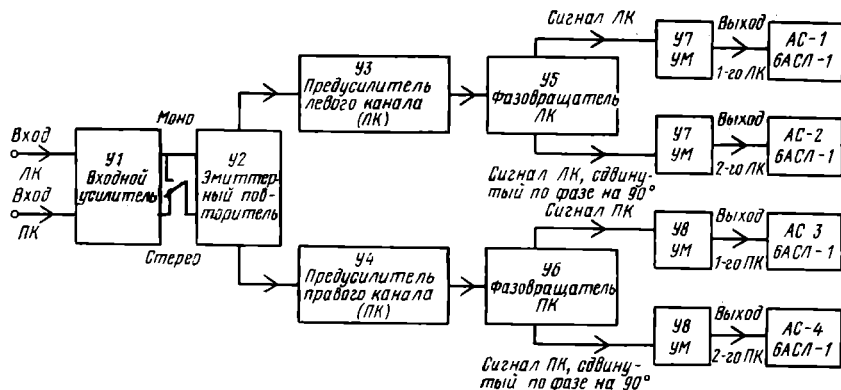 Вход
ЛК
Вход
ПК
У1
Входной
усилитель
Моно
Стерео
У2
Эмиттер-
ный пов-
торитель
У3
Предусилитель
левого канала
(ЛК)
У4
Предусилитель
правого канала
(ПК)
Сигнал ЛК
У5
Фазовращатель
ЛК
Сигнал ЛК, сдвину-
тый по фазе на 90°
Сигнал ПК
У6
Фазовращатель
ПК
Сигнал ПК, сдвину-
тый по фазе на 90°
У7
УМ
Выход
1-го ЛК
АС-1
6АСЛ-1
У7
УМ
Выход
2-го ЛК
АС-2
6АСЛ-1
У8
УМ
Выход
1-го ПК
АС 3
6АСЛ-1
У8
УМ
Выход
2-го ПК
АС-4
6АСЛ-1